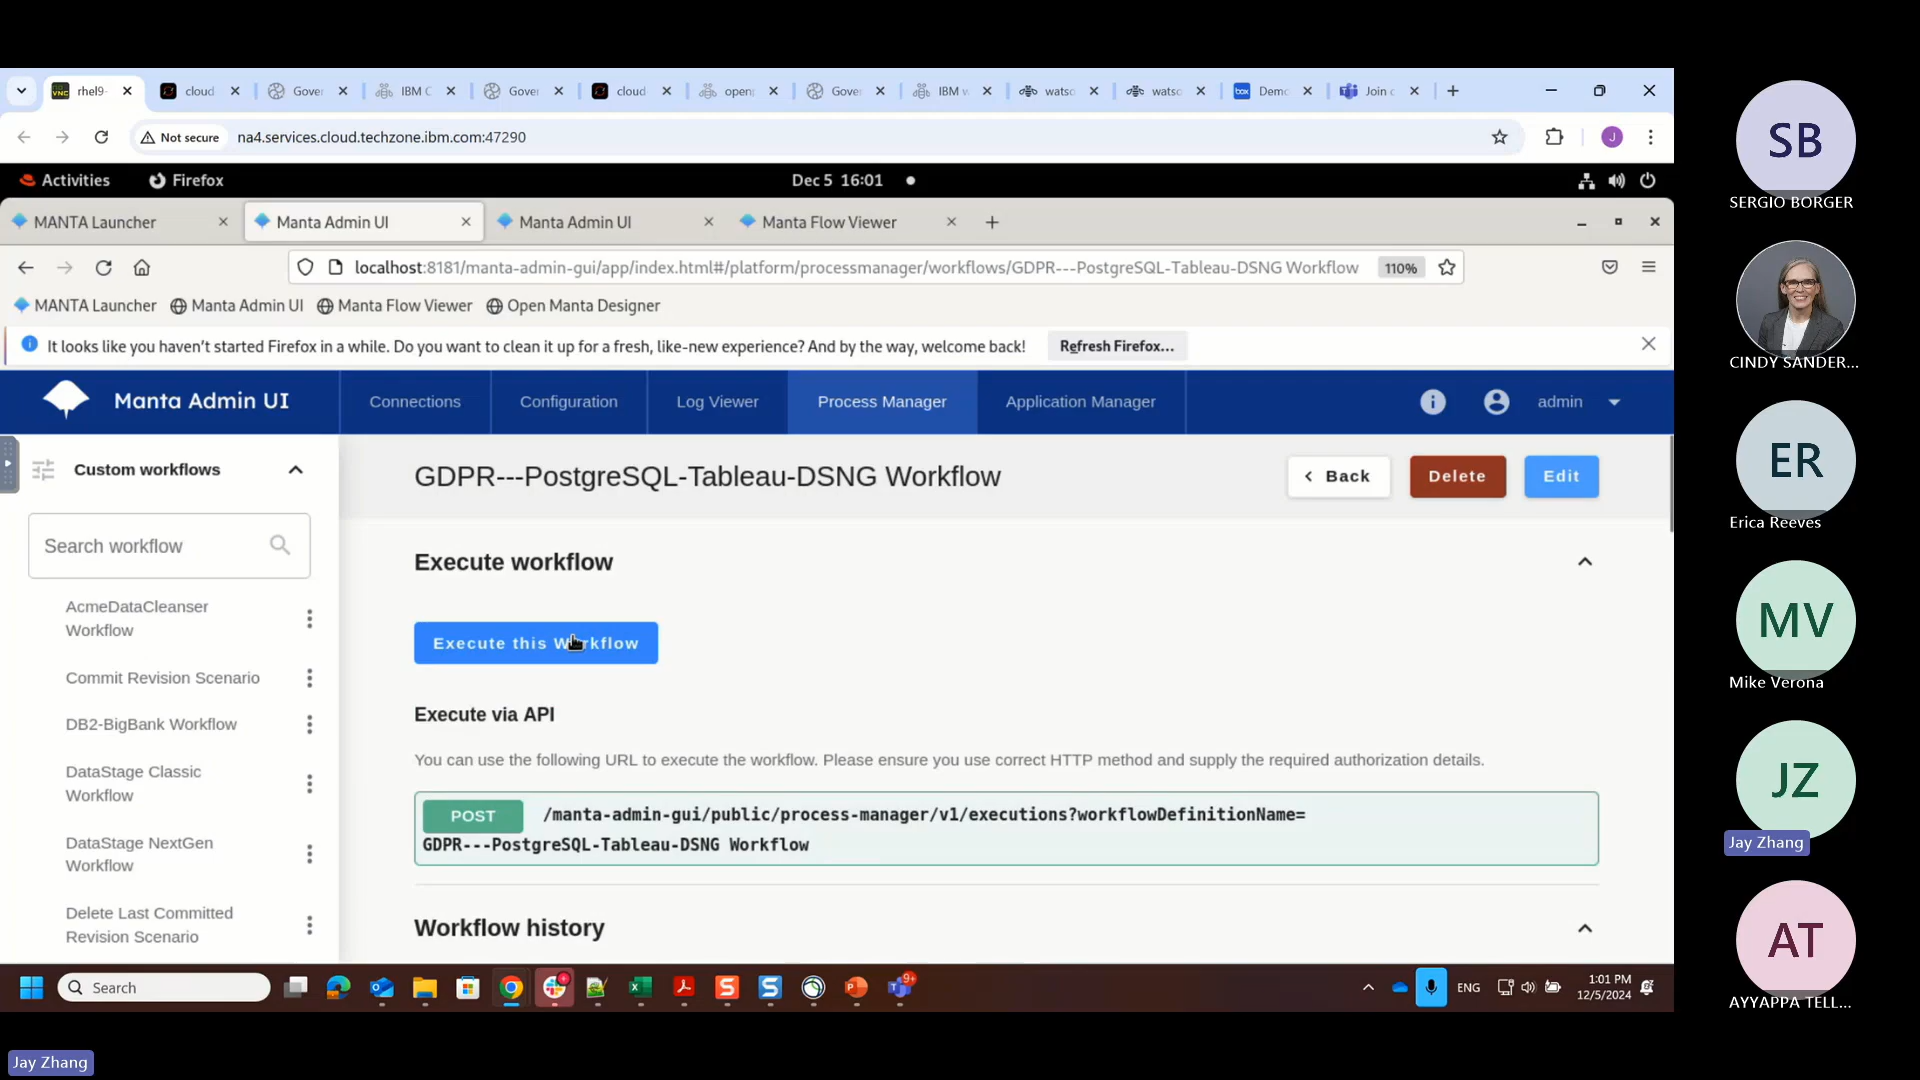 rhel9-
cloud
Gover
IBM C
Gover
cloud
open
Gover
IBM w
watso
watso
box
Demo
Join c
Not secure
na4.services.cloud.techzone.ibm.com:47290
J
Activities
Firefox
Dec 5 16:01
MANTA Launcher
Manta Admin UI
Manta Admin UI
Manta Flow Viewer
localhost:8181/manta-admin-gui/app/index.html#/platform/processmanager/workflows/GDPR---PostgreSQL-Tableau-DSNG Workflow
110%
MANTA Launcher
Manta Admin UI
Manta Flow Viewer
Open Manta Designer
It looks like you haven't started Firefox in a while. Do you want to clean it up for a fresh, like-new experience? And by the way, welcome back!
Refresh Firefox...
Manta Admin UI
Connections
Configuration
Log Viewer
Process Manager
Application Manager
admin
Custom workflows
Search workflow
AcmeDataCleanser
Workflow
Commit Revision Scenario
DB2-BigBank Workflow
DataStage Classic
Workflow
DataStage NextGen
Workflow
Delete Last Committed
Revision Scenario
GDPR---PostgreSQL-Tableau-DSNG Workflow
Back
Delete
Edit
Execute workflow
Execute this Workflow
Execute via API
You can use the following URL to execute the workflow. Please ensure you use correct HTTP method and supply the required authorization details.
POST /manta-admin-gui/public/process-manager/v1/executions?workflowDefinitionName=
GDPR---PostgreSQL-Tableau-DSNG Workflow
Workflow history
Search
9+
ENG
1:01 PM
12/5/2024
SB
SERGIO BORGER
CINDY SANDER...
ER
Erica Reeves
MV
Mike Verona
JZ
Jay Zhang
AT
AYYAPPA TELL...
Jay Zhang